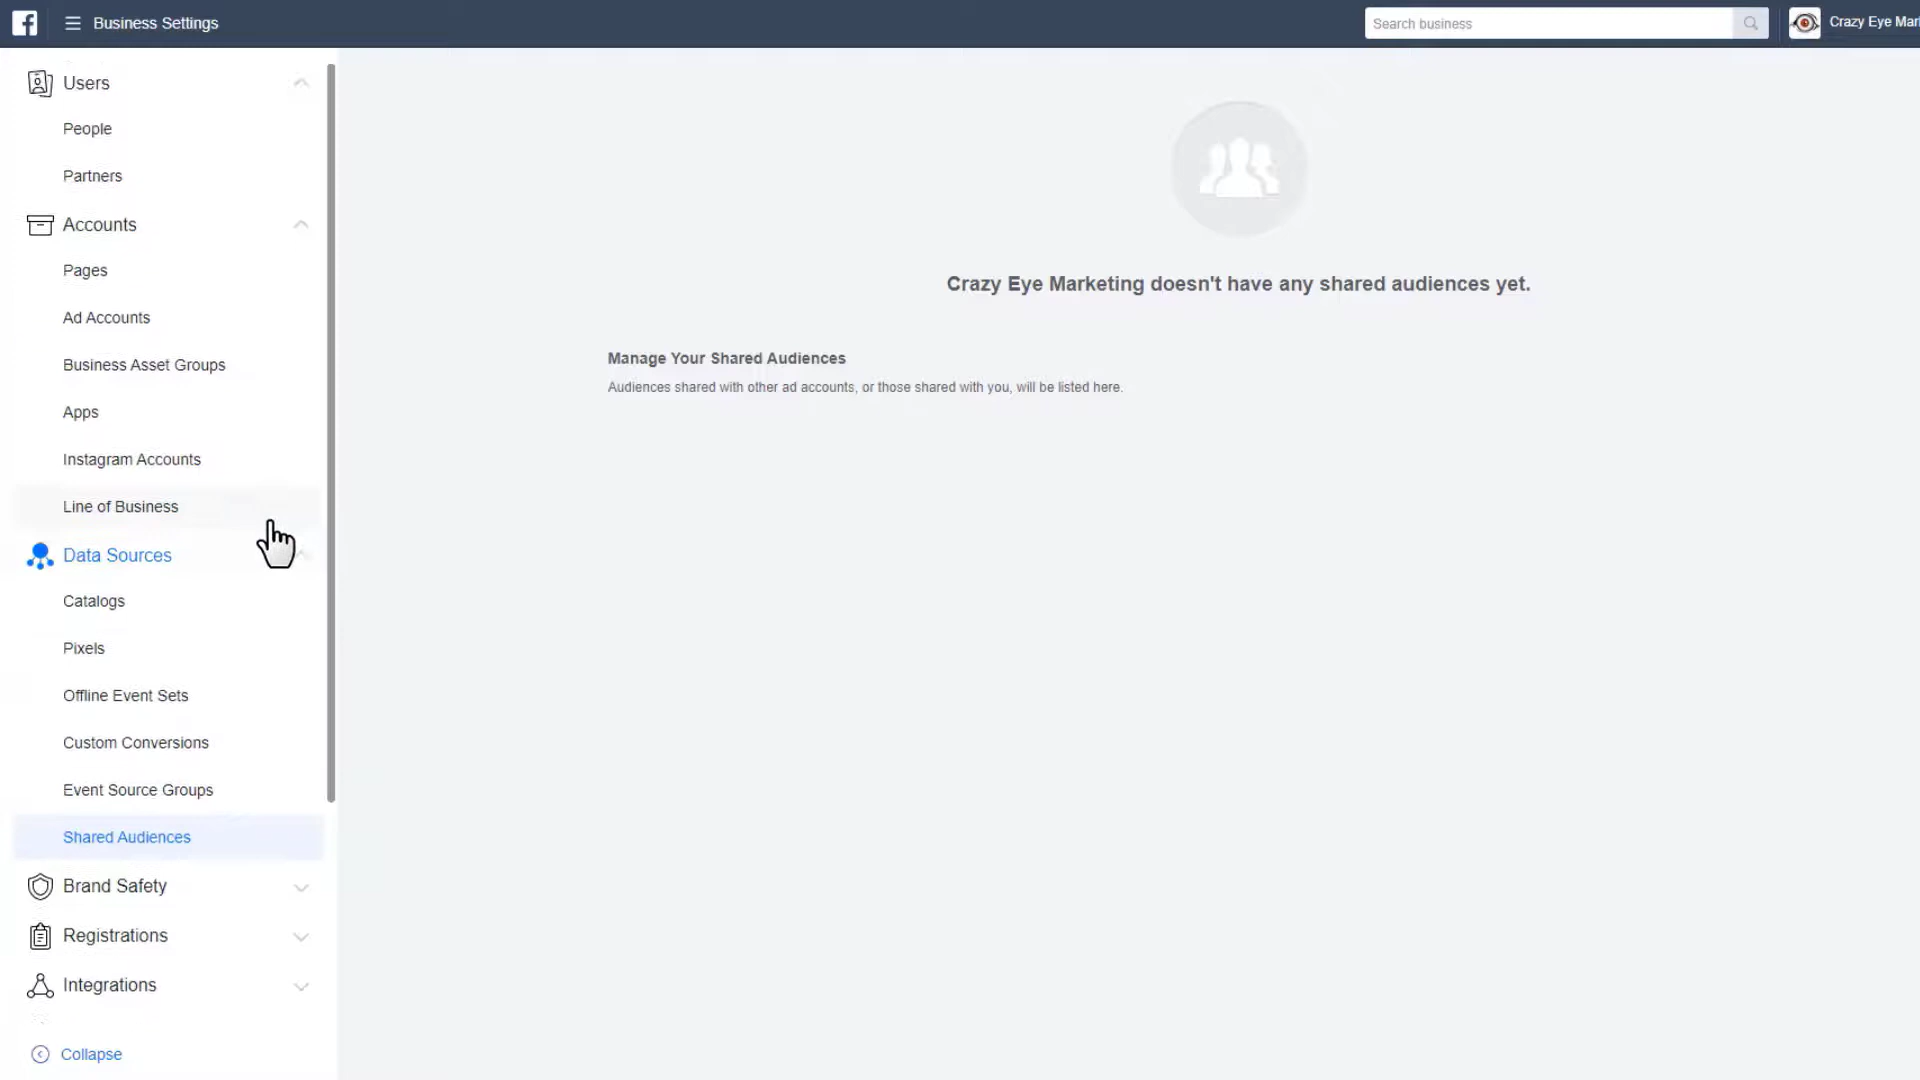 Business Settings
Search business
Crazy Eye Mar
Users
People
Partners
Accounts
Pages
Ad Accounts
Business Asset Groups
Apps
Instagram Accounts
Line of Business
Data Sources
Catalogs
Pixels
Offline Event Sets
Custom Conversions
Event Source Groups
Shared Audiences
Brand Safety
Registrations
Integrations
Collapse
Crazy Eye Marketing doesn't have any shared audiences yet.
Manage Your Shared Audiences
Audiences shared with other ad accounts, or those shared with you, will be listed here.